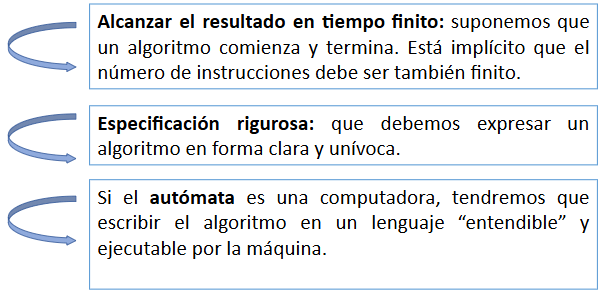 Alcanzar el resultado en tiempo finito: suponemos que
un algoritmo comienza y termina. Está implícito que el
número de instrucciones debe ser también finito.
Especificación rigurosa: que debemos expresar un
algoritmo en forma clara y unívoca.
Si el autómata es una computadora, tendremos que
escribir el algoritmo en un lenguaje “entendible” y
ejecutable por la máquina.